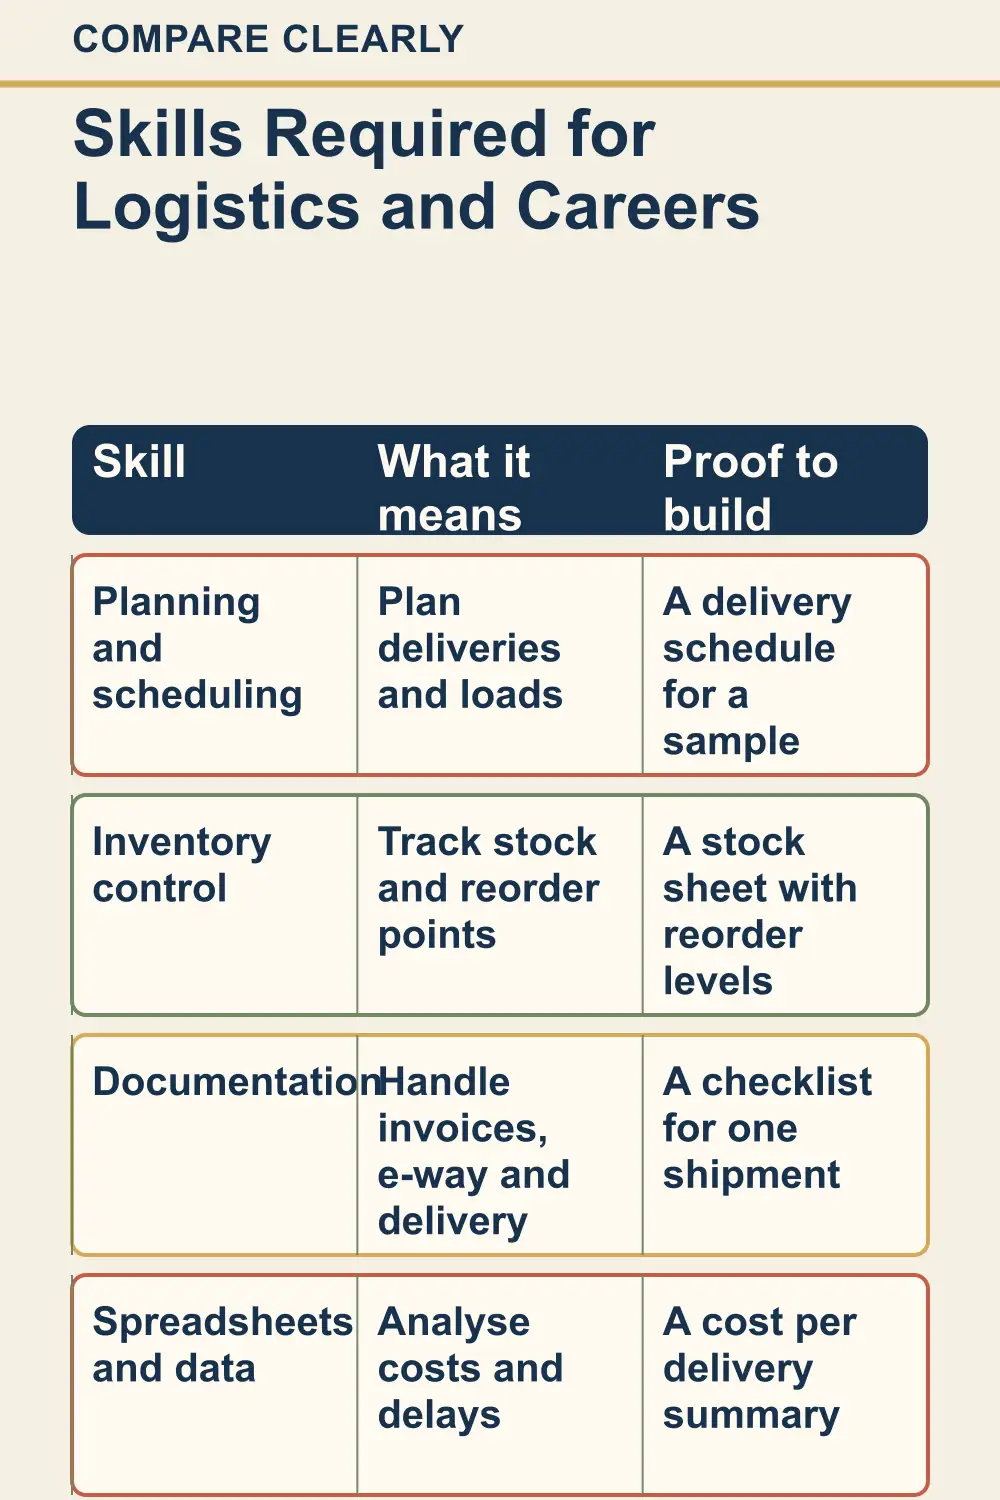 COMPARE CLEARLY
Skills Required for
Logistics and Careers
Skill
What it
means
Proof to
build
Planning
and
scheduling
Plan
deliveries
and loads
A delivery
schedule
for a
sample
Inventory
control
Track stock
and reorder
points
A stock
sheet with
reorder
levels
Documentation
Handle
invoices,
e-way and
delivery
A checklist
for one
shipment
Spreadsheets
and data
Analyse
costs and
delays
A cost per
delivery
summary